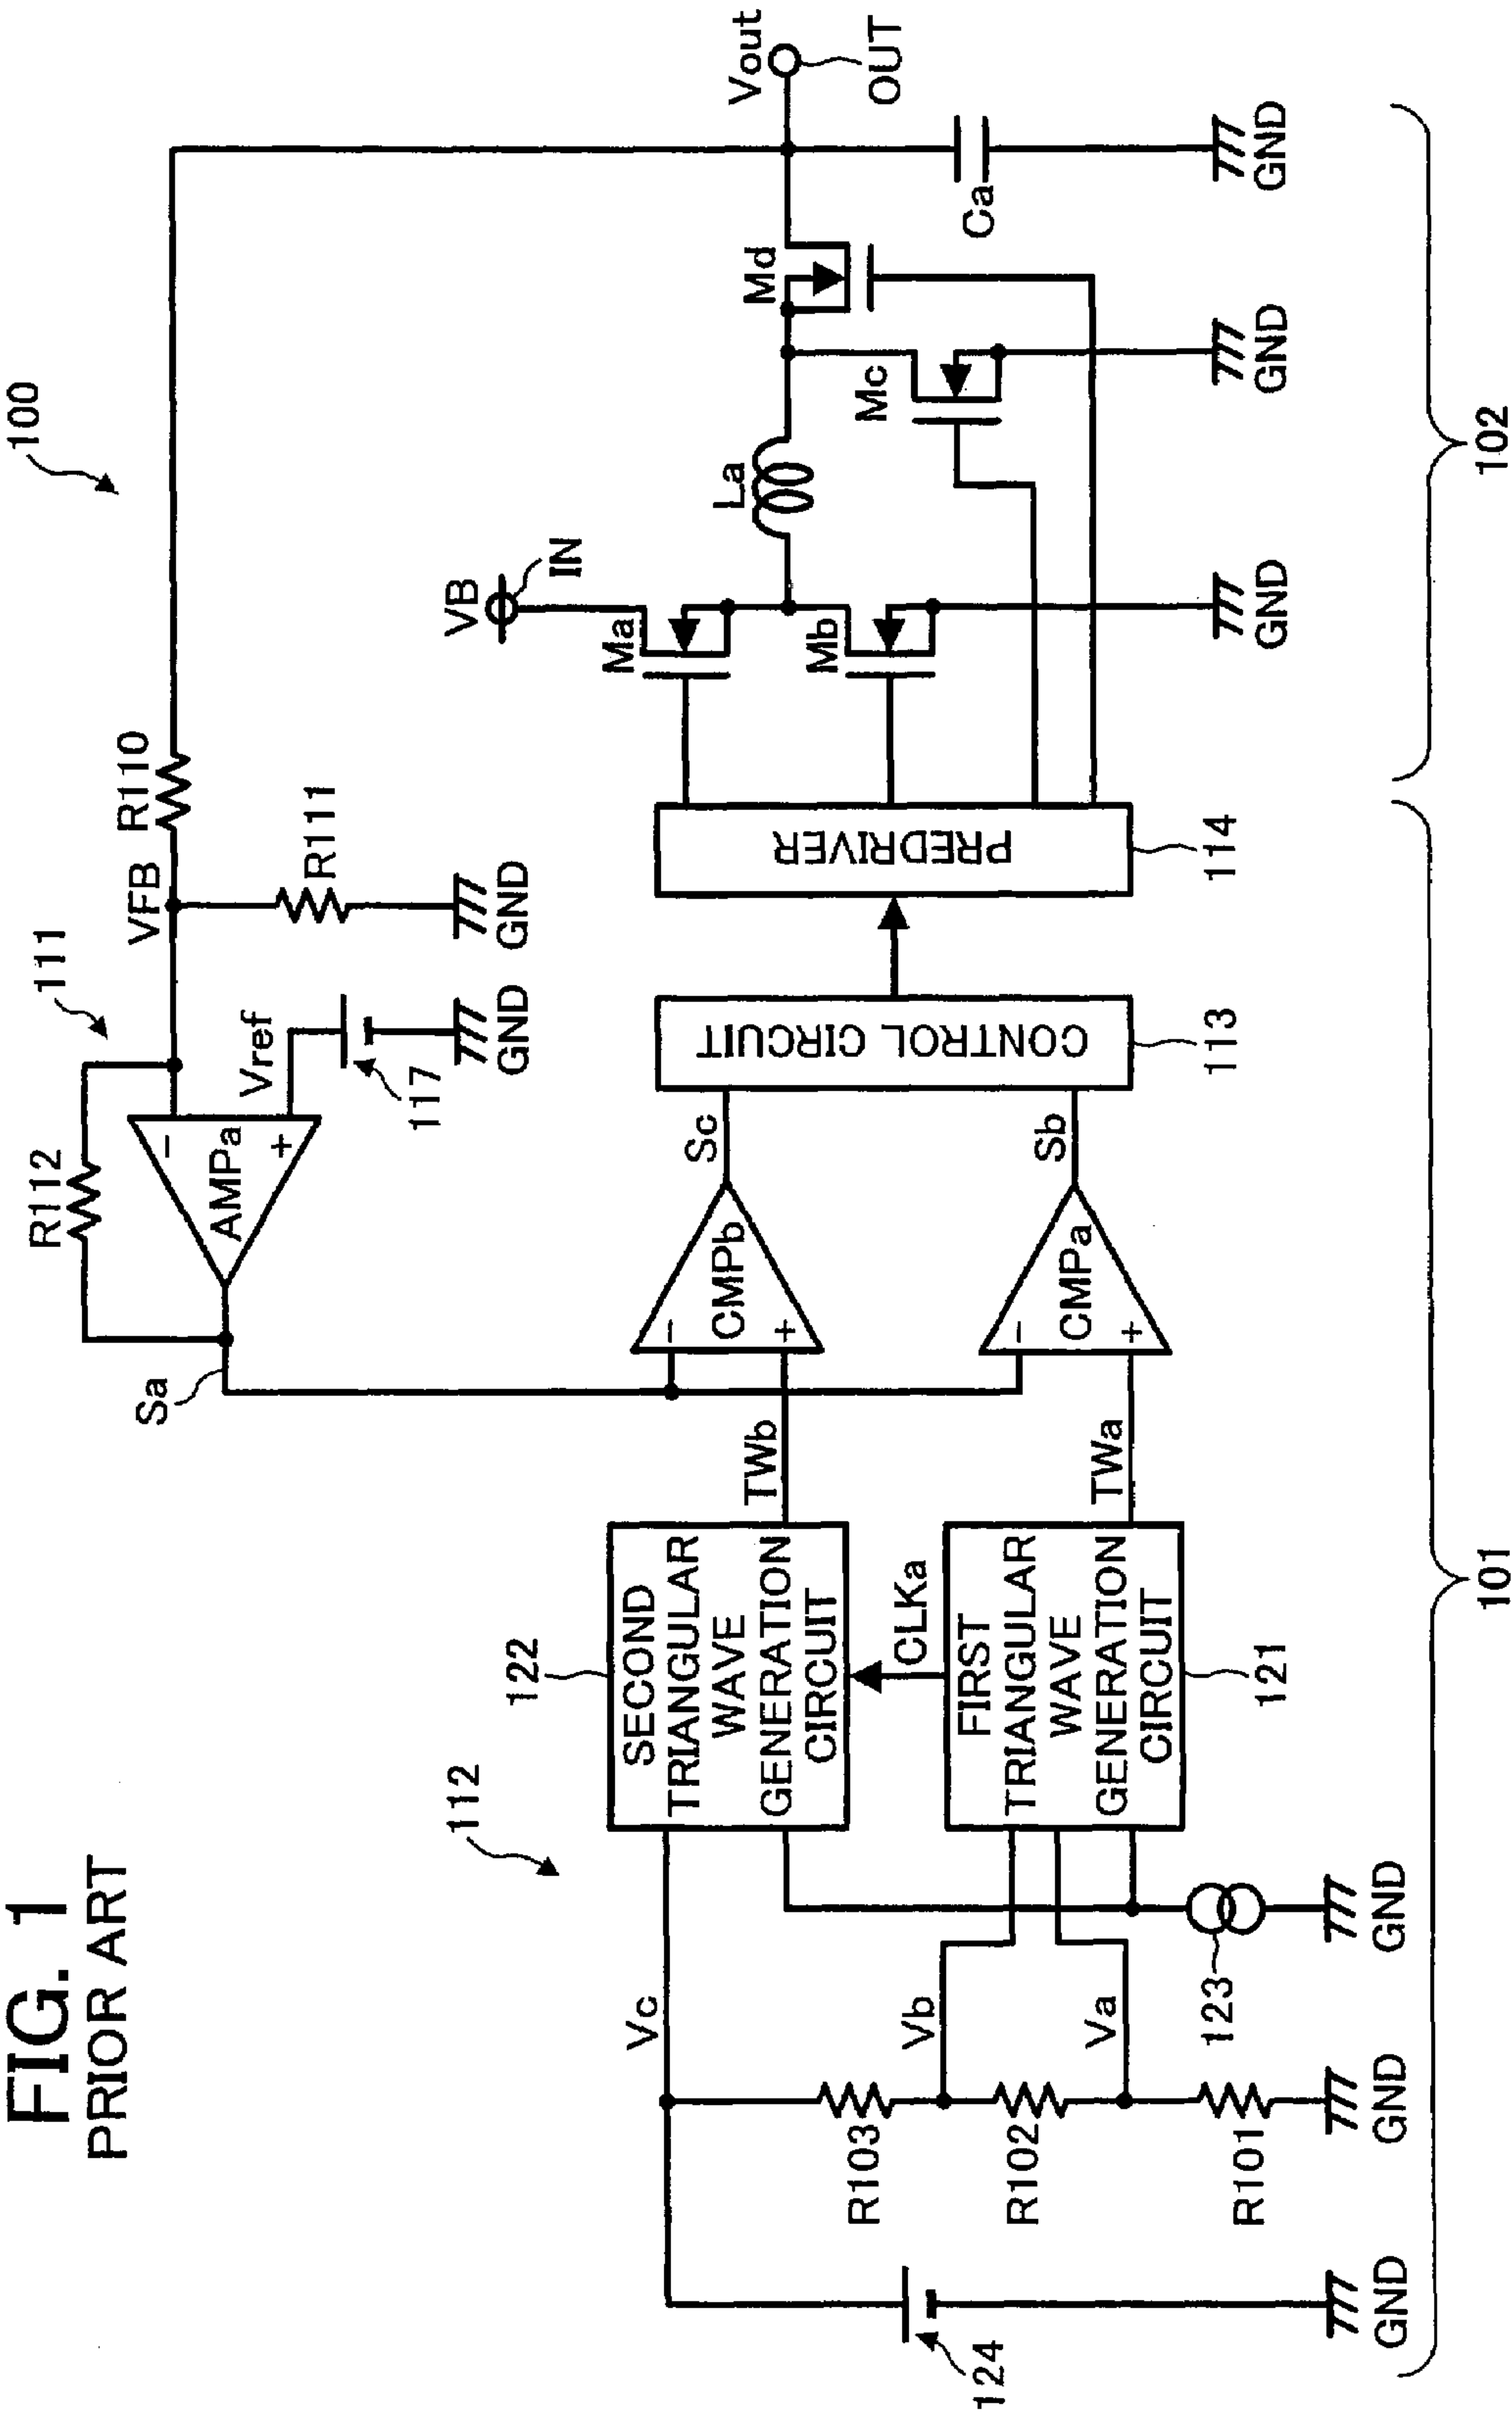 FIG. 1
PRIOR ART
100
111
112
R112
Sa
AMPa
-
+
Vref
117
GND
VFB
R110
R111
GND
VB
IN
Ma
Mb
GND
La
Mc
GND
Md
Vout
OUT
Ca
GND
124
GND
Vc
R103
Vb
R102
Va
R101
GND
123
GND
122
SECOND
TRIANGULAR
WAVE
GENERATION
CIRCUIT
CLKa
FIRST
TRIANGULAR
WAVE
GENERATION
CIRCUIT
121
TWb
TWa
-
CMPb
+
Sc
-
CMPa
+
Sb
CONTROL CIRCUIT
113
PREDRIVER
114
101
102